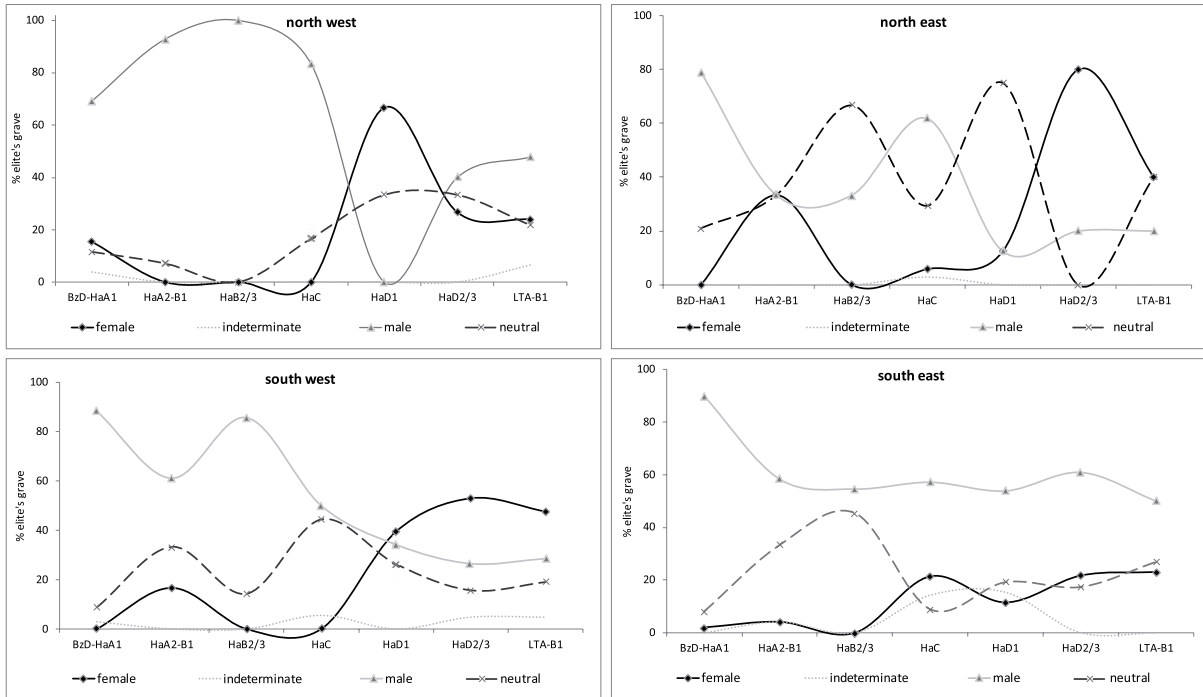 north west
100
80
60
40
20
0
% elite's grave
BzD-HaA1 HaA2-B1 HaB2/3 HaC HaD1 HaD2/3 LTA-B1
female indeterminate male neutral
north east
100
80
60
40
20
0
% elite's grave
BzD-HaA1 HaA2-B1 HaB2/3 HaC HaD1 HaD2/3 LTA-B1
female indeterminate male neutral
south west
100
80
60
40
20
0
% elite's grave
BzD-HaA1 HaA2-B1 HaB2/3 HaC HaD1 HaD2/3 LTA-B1
female indeterminate male neutral
south east
100
80
60
40
20
0
% elite's grave
BzD-HaA1 HaA2-B1 HaB2/3 HaC HaD1 HaD2/3 LTA-B1
female indeterminate male neutral